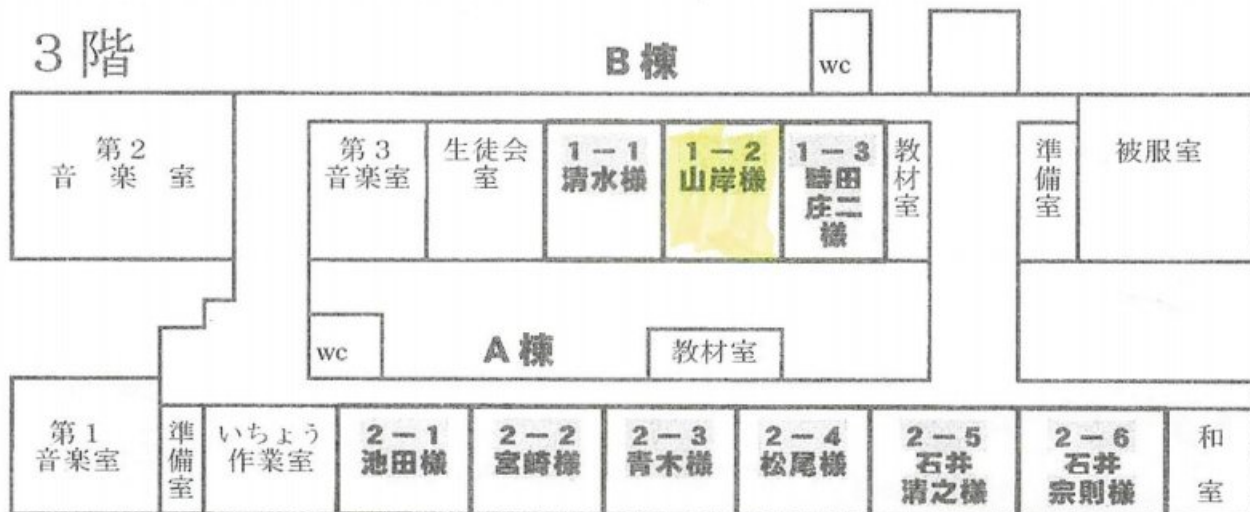 3階
B棟
wc
第2
音楽室
第3
音楽室
生徒会
室
1－1
清水様
1－2
山岸様
1－3
勝田
庄二
様
教材室
準備室
被服室
wc
A棟
教材室
第1
音楽室
準備室
いちょう
作業室
2－1
池田様
2－2
宮崎様
2－3
青木様
2－4
松尾様
2－5
石井
清之様
2－6
石井
宗則様
和
室